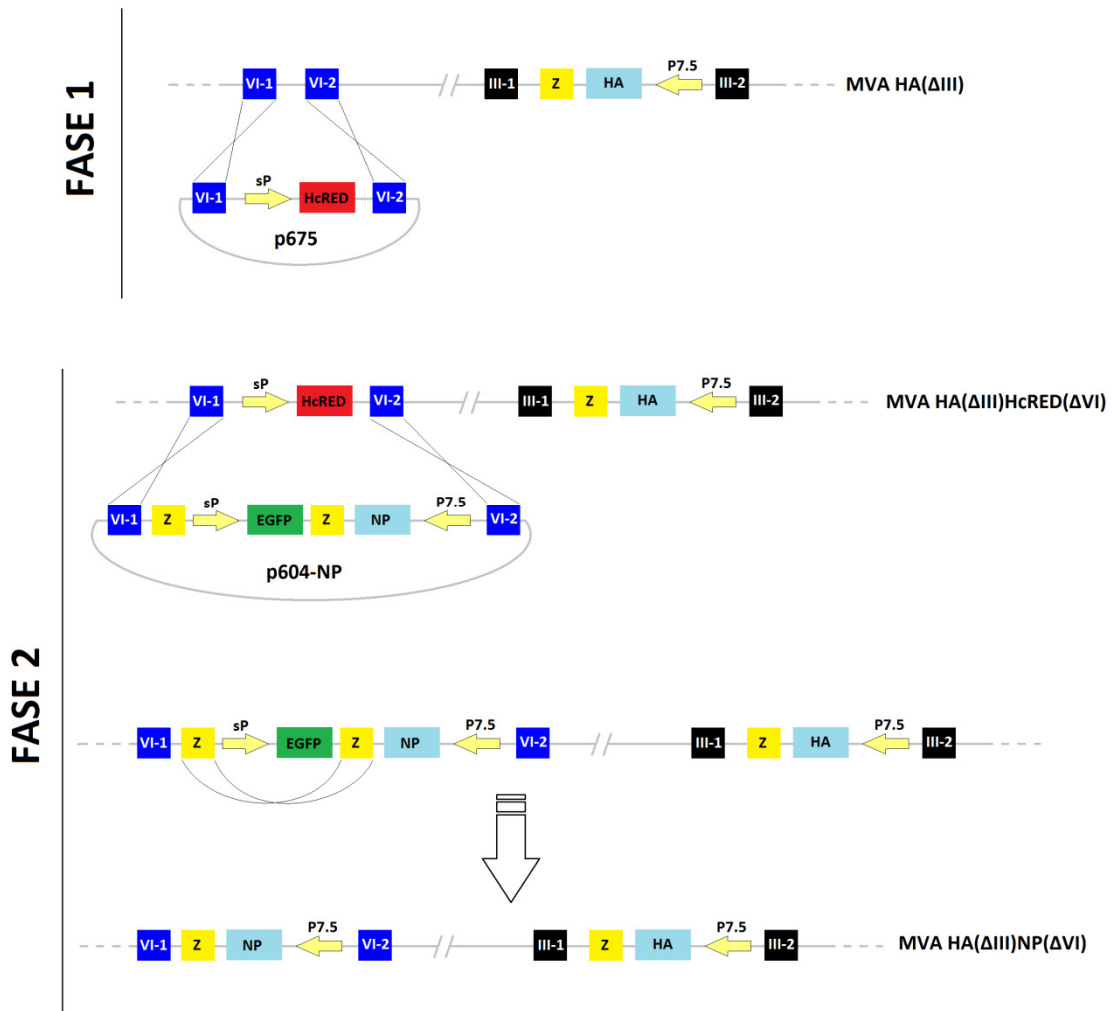 FASE 1
VI-1 VI-2 III-1 Z HA P7.5 III-2 MVA HA(ΔIII)
VI-1 sP HcRED VI-2
p675
FASE 2
VI-1 sP HcRED VI-2 III-1 Z HA P7.5 III-2 MVA HA(ΔIII)HcRED(ΔVI)
VI-1 Z sP EGFP Z NP P7.5 VI-2
p604-NP
VI-1 Z sP EGFP Z NP P7.5 VI-2 III-1 Z HA P7.5 III-2
VI-1 Z NP P7.5 VI-2 III-1 Z HA P7.5 III-2 MVA HA(ΔIII)NP(ΔVI)